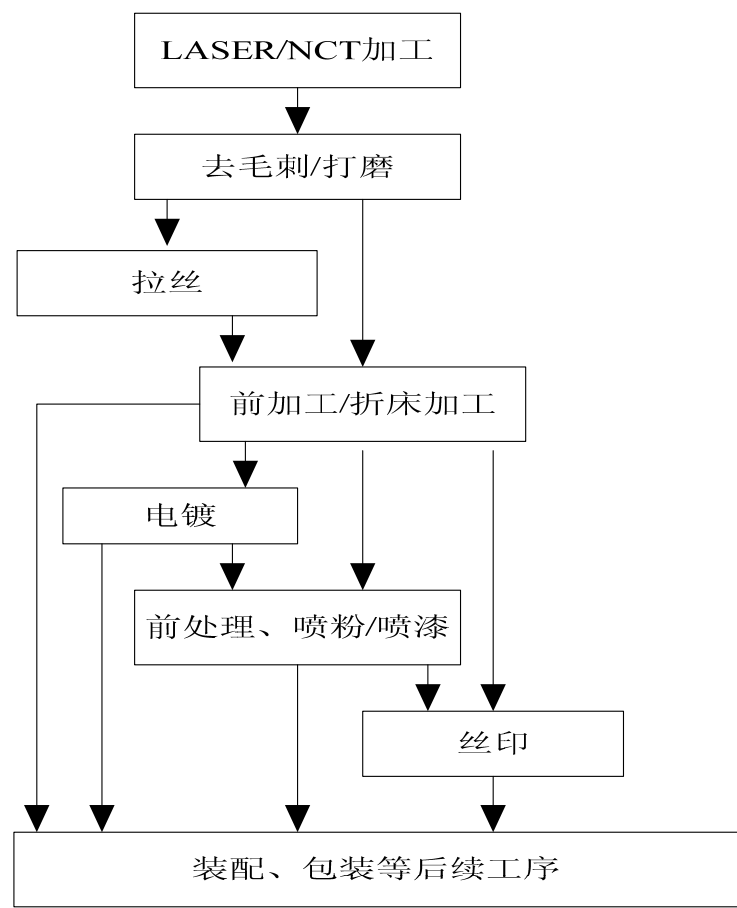 LASER/NCT加工
去毛刺/打磨
拉丝
前加工/折床加工
电镀
前处理、喷粉/喷漆
丝印
装配、包装等后续工序